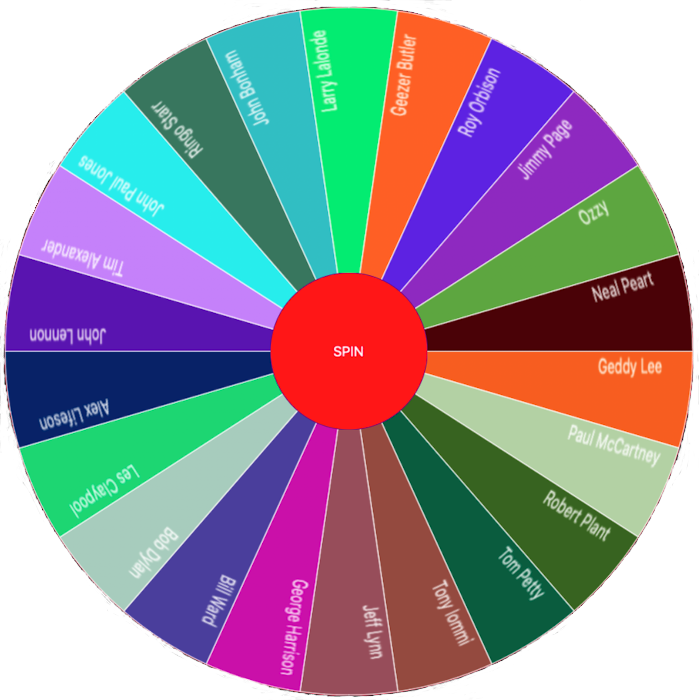 Larry Lalonde
Geezer Butler
Roy Orbison
Jimmy Page
Ozzy
Neal Peart
Geddy Lee
Paul McCartney
Robert Plant
Tom Petty
Tony Iommi
Jeff Lynn
George Harrison
Bill Ward
Bob Dylan
Les Claypool
Alex Lifeson
John Lennon
Tim Alexander
John Paul Jones
Ringo Starr
John Bonham
SPIN